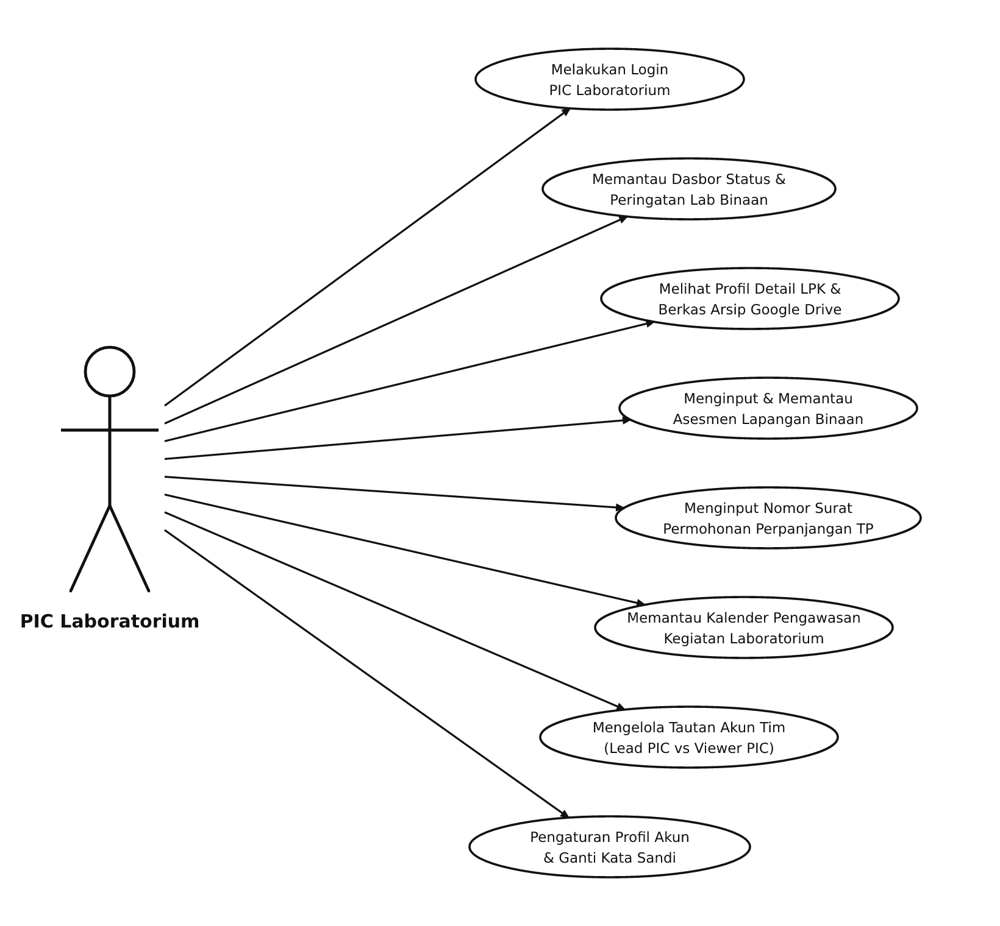 Melakukan Login
PIC Laboratorium
Memantau Dasbor Status &
Peringatan Lab Binaan
Melihat Profil Detail LPK &
Berkas Arsip Google Drive
Menginput & Memantau
Asesmen Lapangan Binaan
Menginput Nomor Surat
Permohonan Perpanjangan TP
PIC Laboratorium
Memantau Kalender Pengawasan
Kegiatan Laboratorium
Mengelola Tautan Akun Tim
(Lead PIC vs Viewer PIC)
Pengaturan Profil Akun
& Ganti Kata Sandi